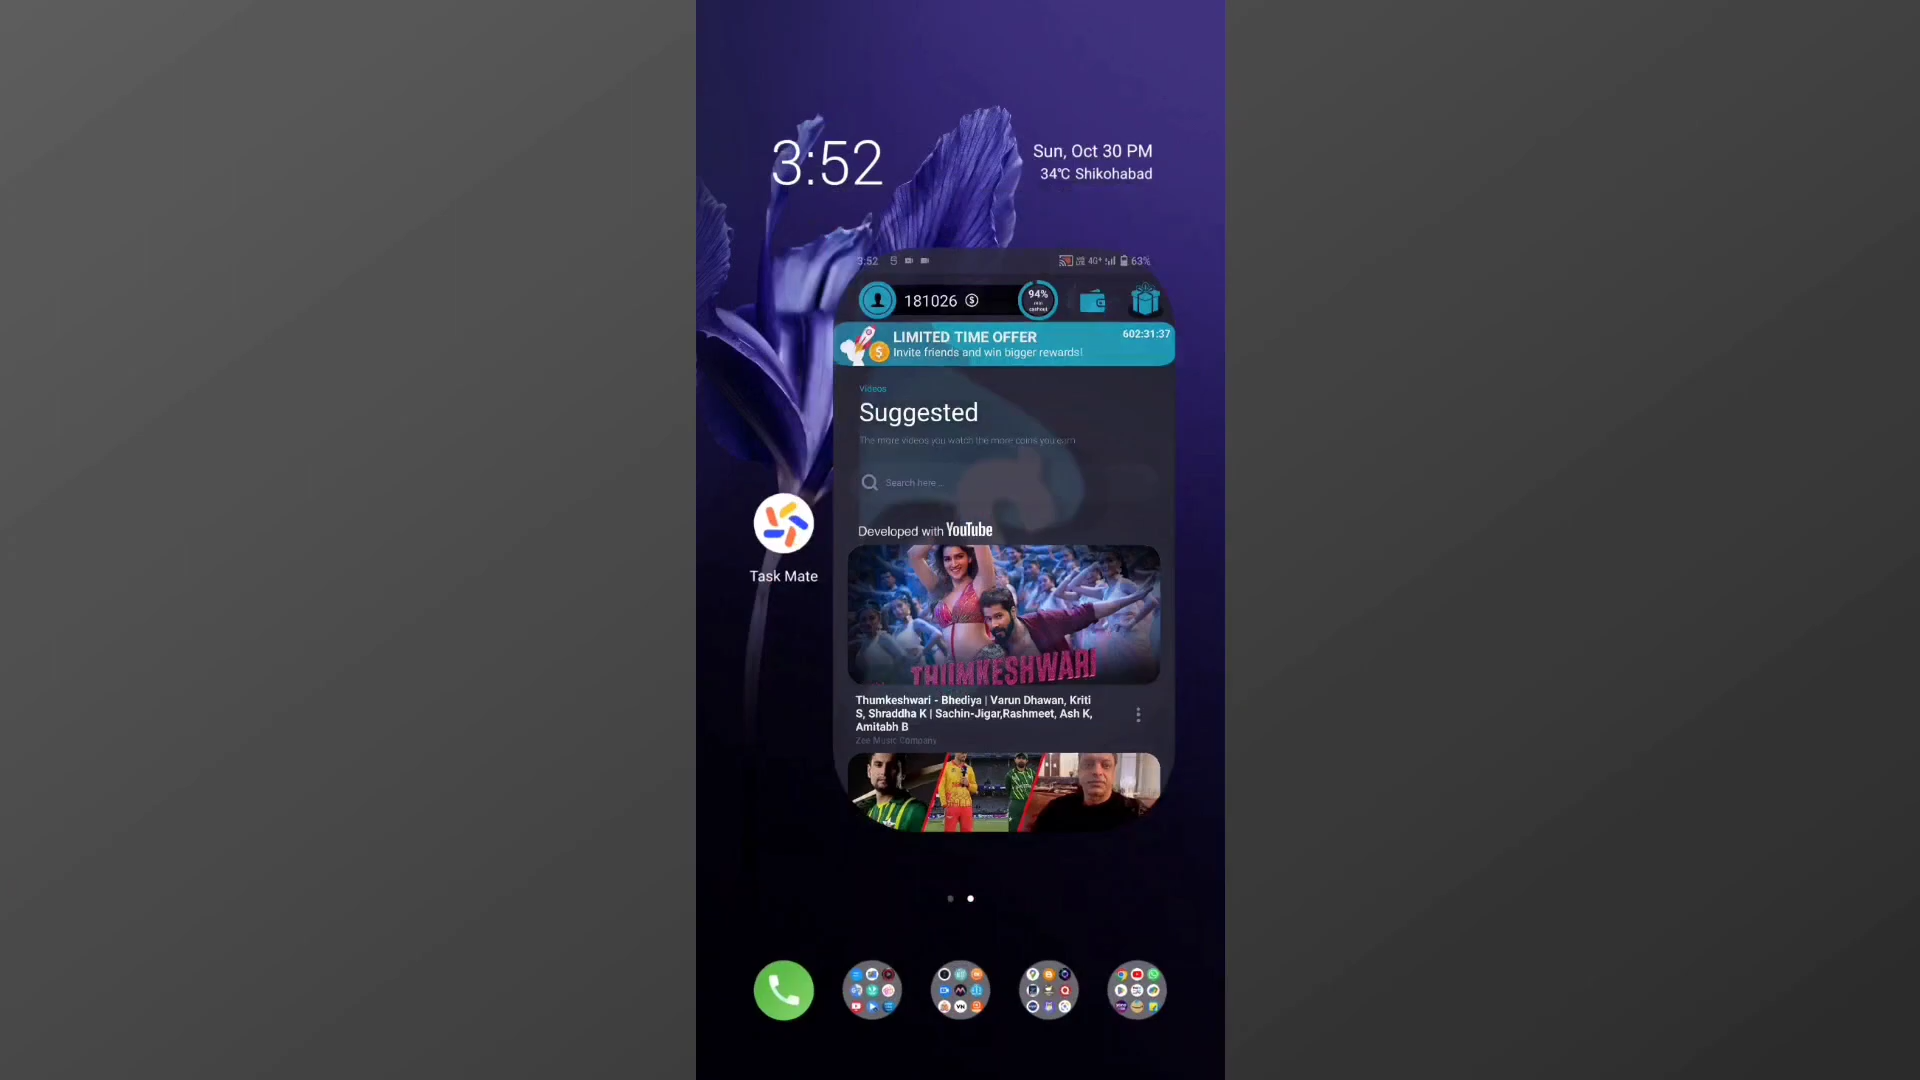 3:52
Sun, Oct 30 PM
34℃ Shikohabad
3:52
4G+
63%
181026
94%
min
cashout
LIMITED TIME OFFER
602:31:37
Invite friends and win bigger rewards!
Videos
Suggested
The more videos you watch the more coins you earn
Search here ...
Developed with YouTube
THUMKESHWARI
Thumkeshwari - Bhediya | Varun Dhawan, Kriti
S, Shraddha K | Sachin-Jigar,Rashmeet, Ash K,
Amitabh B
Zee Music Company
Task Mate